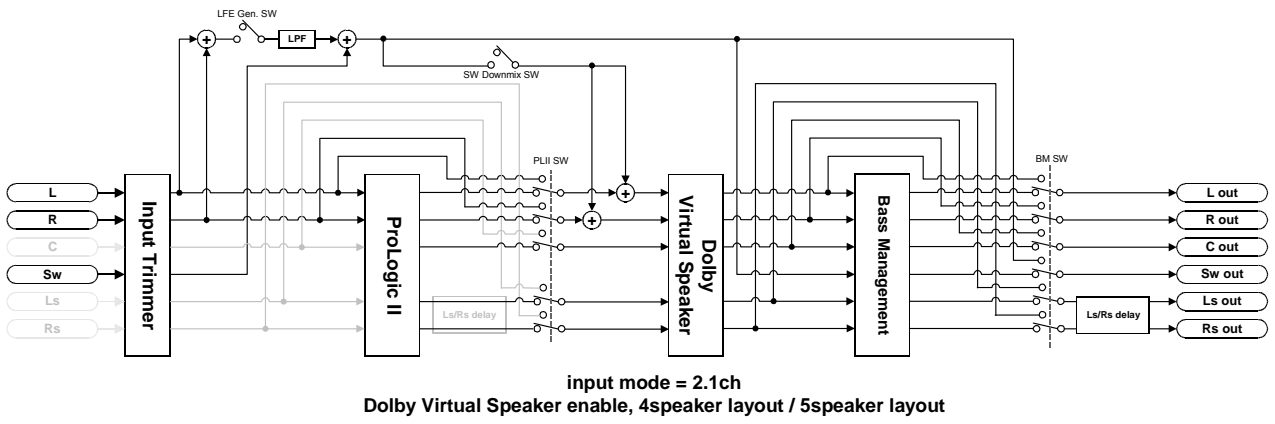 LFE Gen. SW
LPF
SW Downmix SW
PLII SW
BM SW
L
R
C
Sw
Ls
Rs
Input Trimmer
ProLogic II
Ls/Rs delay
Dolby
Virtual Speaker
Bass Management
Ls/Rs delay
L out
R out
C out
Sw out
Ls out
Rs out
input mode = 2.1ch
Dolby Virtual Speaker enable, 4speaker layout / 5speaker layout